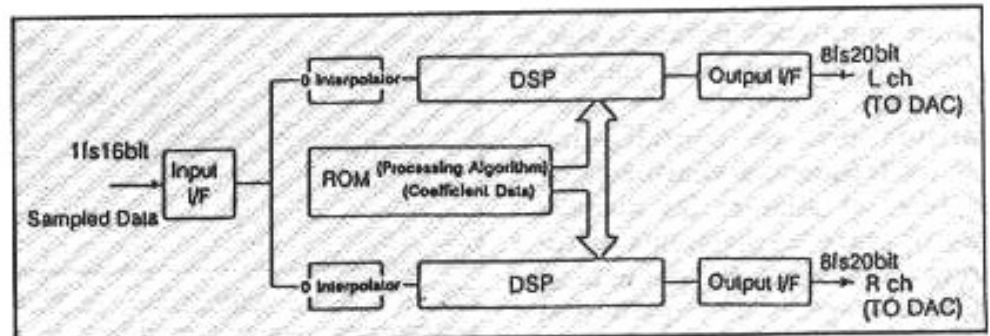 8fs20bit
0 Interpolator
DSP
Output I/F
L ch
(TO DAC)
1fs16bit
Input
I/F
ROM (Processing Algorithm)
(Coefficient Data)
Sampled Data
8fs20bit
0 Interpolator
DSP
Output I/F
R ch
(TO DAC)